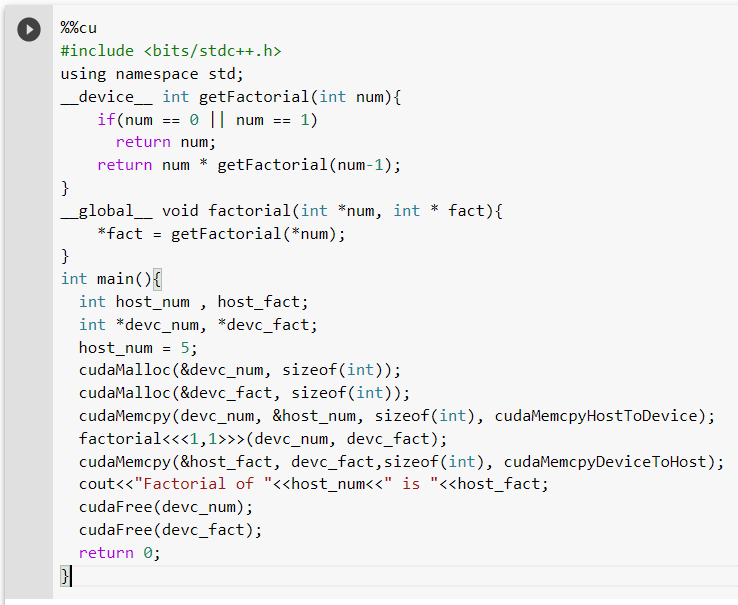 %%cu
#include <bits/stdc++.h>
using namespace std;
__device__ int getFactorial(int num){
    if(num == 0 || num == 1)
      return num;
    return num * getFactorial(num-1);
}
__global__ void factorial(int *num, int * fact){
    *fact = getFactorial(*num);
}
int main(){
  int host_num , host_fact;
  int *devc_num, *devc_fact;
  host_num = 5;
  cudaMalloc(&devc_num, sizeof(int));
  cudaMalloc(&devc_fact, sizeof(int));
  cudaMemcpy(devc_num, &host_num, sizeof(int), cudaMemcpyHostToDevice);
  factorial<<<1,1>>>(devc_num, devc_fact);
  cudaMemcpy(&host_fact, devc_fact,sizeof(int), cudaMemcpyDeviceToHost);
  cout<<"Factorial of "<<host_num<<" is "<<host_fact;
  cudaFree(devc_num);
  cudaFree(devc_fact);
  return 0;
}